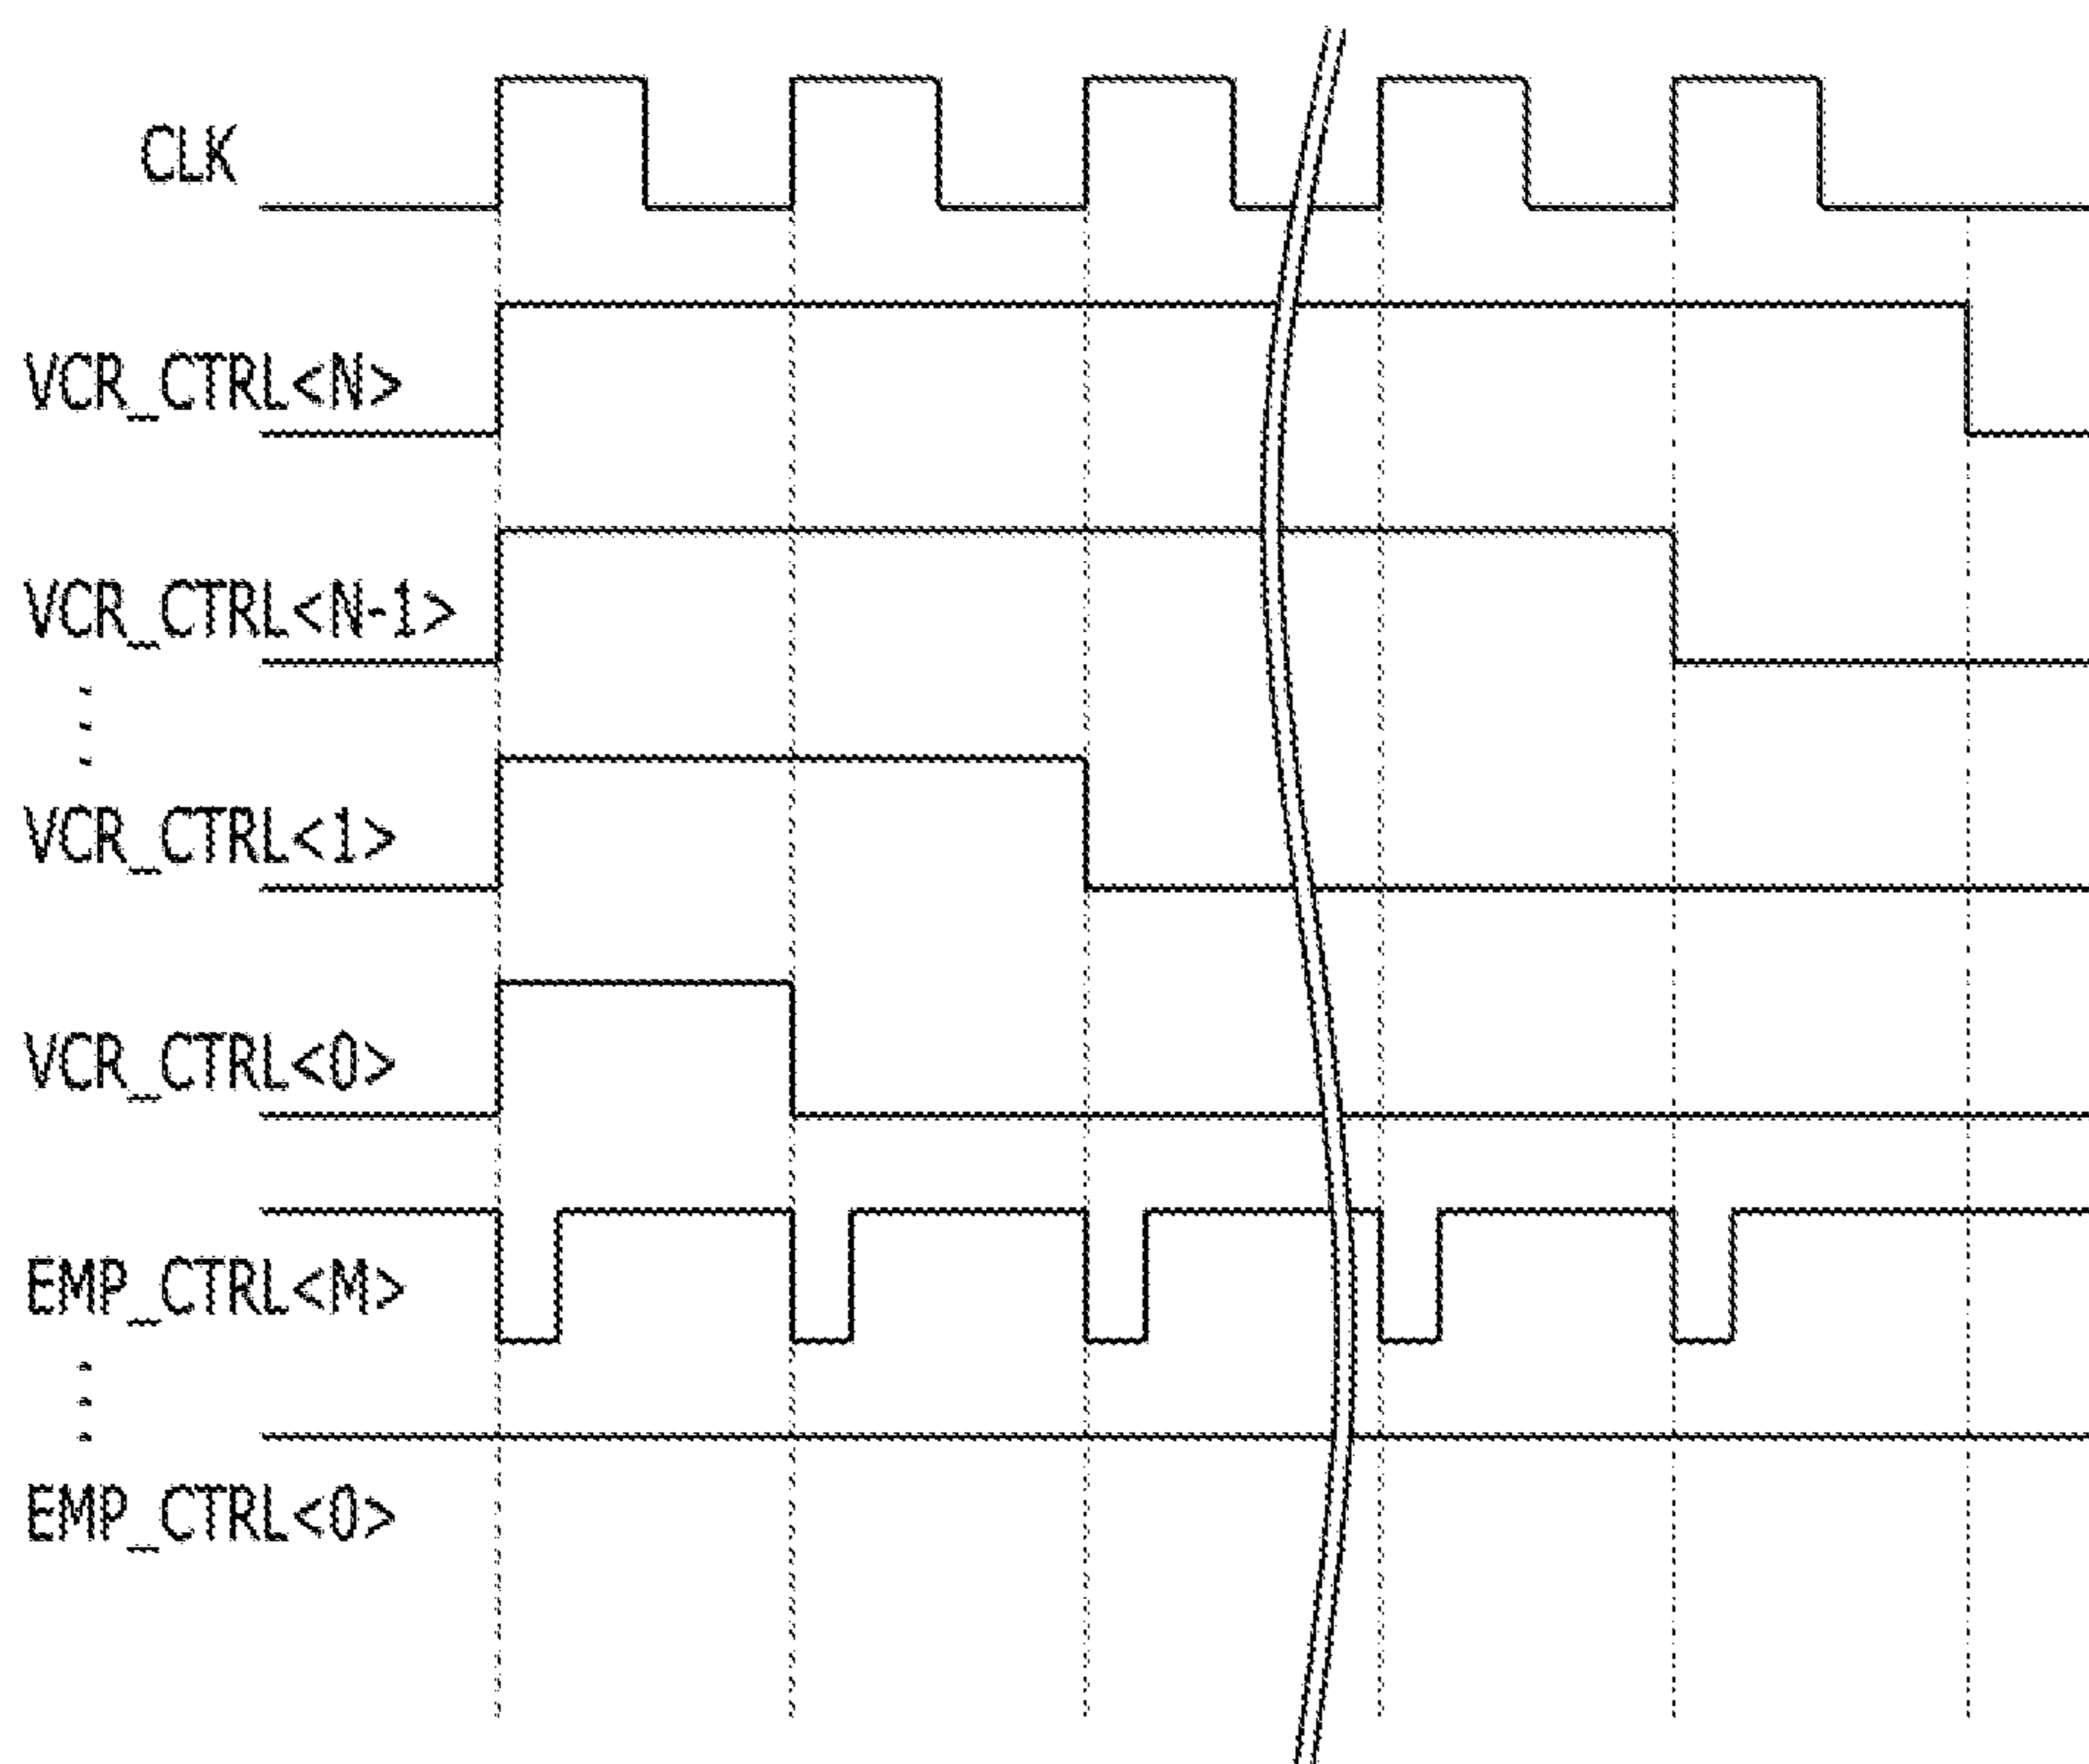 CLK
VCR_CTRL<N>
VCR_CTRL<N-1>
VCR_CTRL<1>
VCR_CTRL<0>
EMP_CTRL<M>
EMP_CTRL<0>